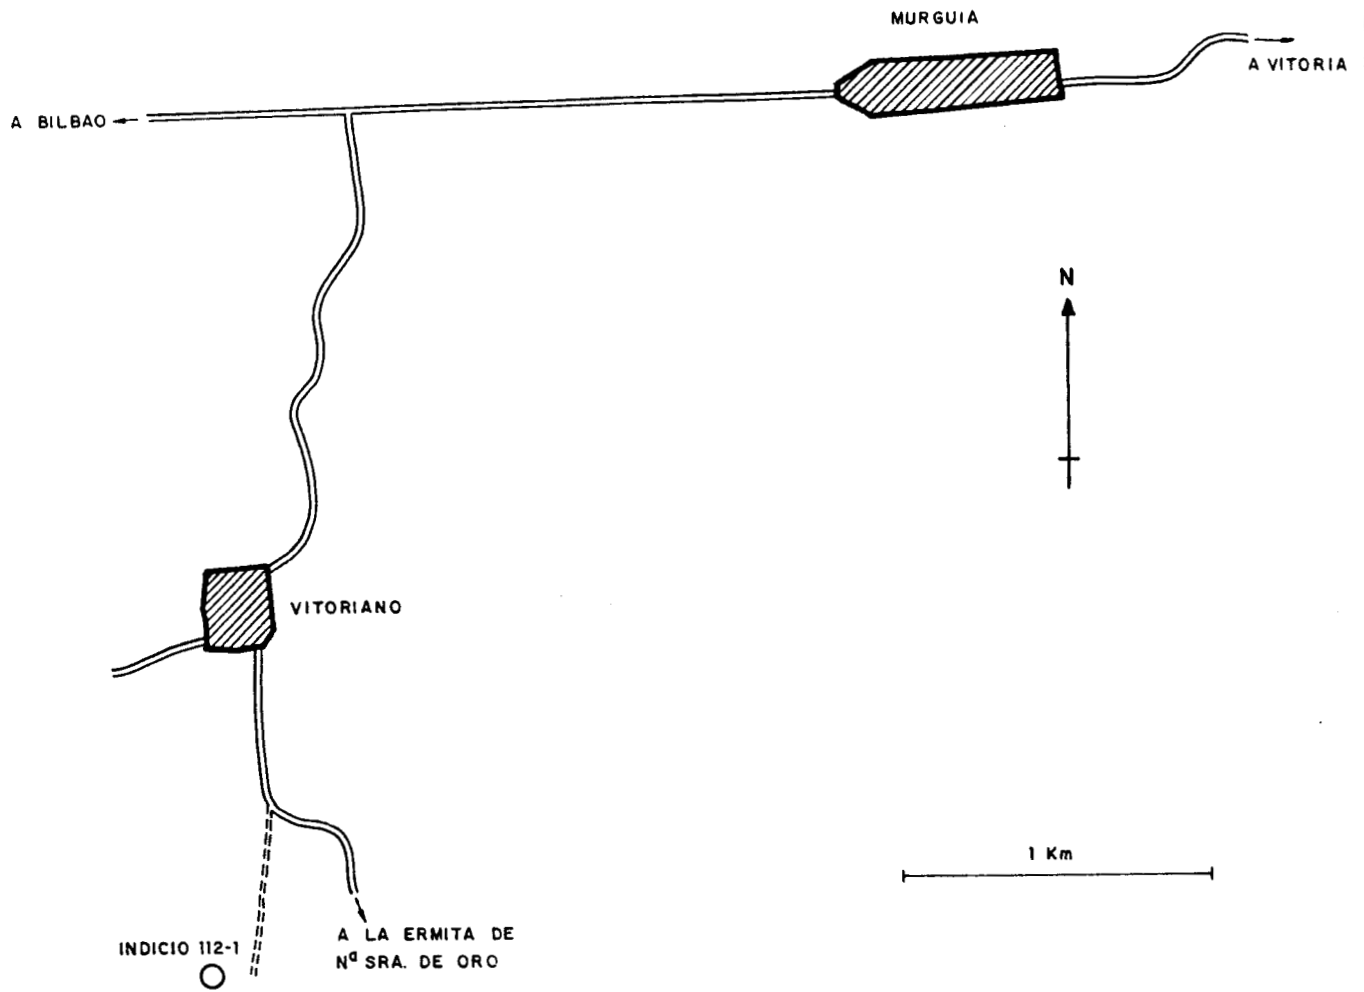 MURGUIA
A VITORIA
A BILBAO
N
VITORIANO
1 Km
INDICIO 112-1
A LA ERMITA DE
Nª SRA. DE ORO